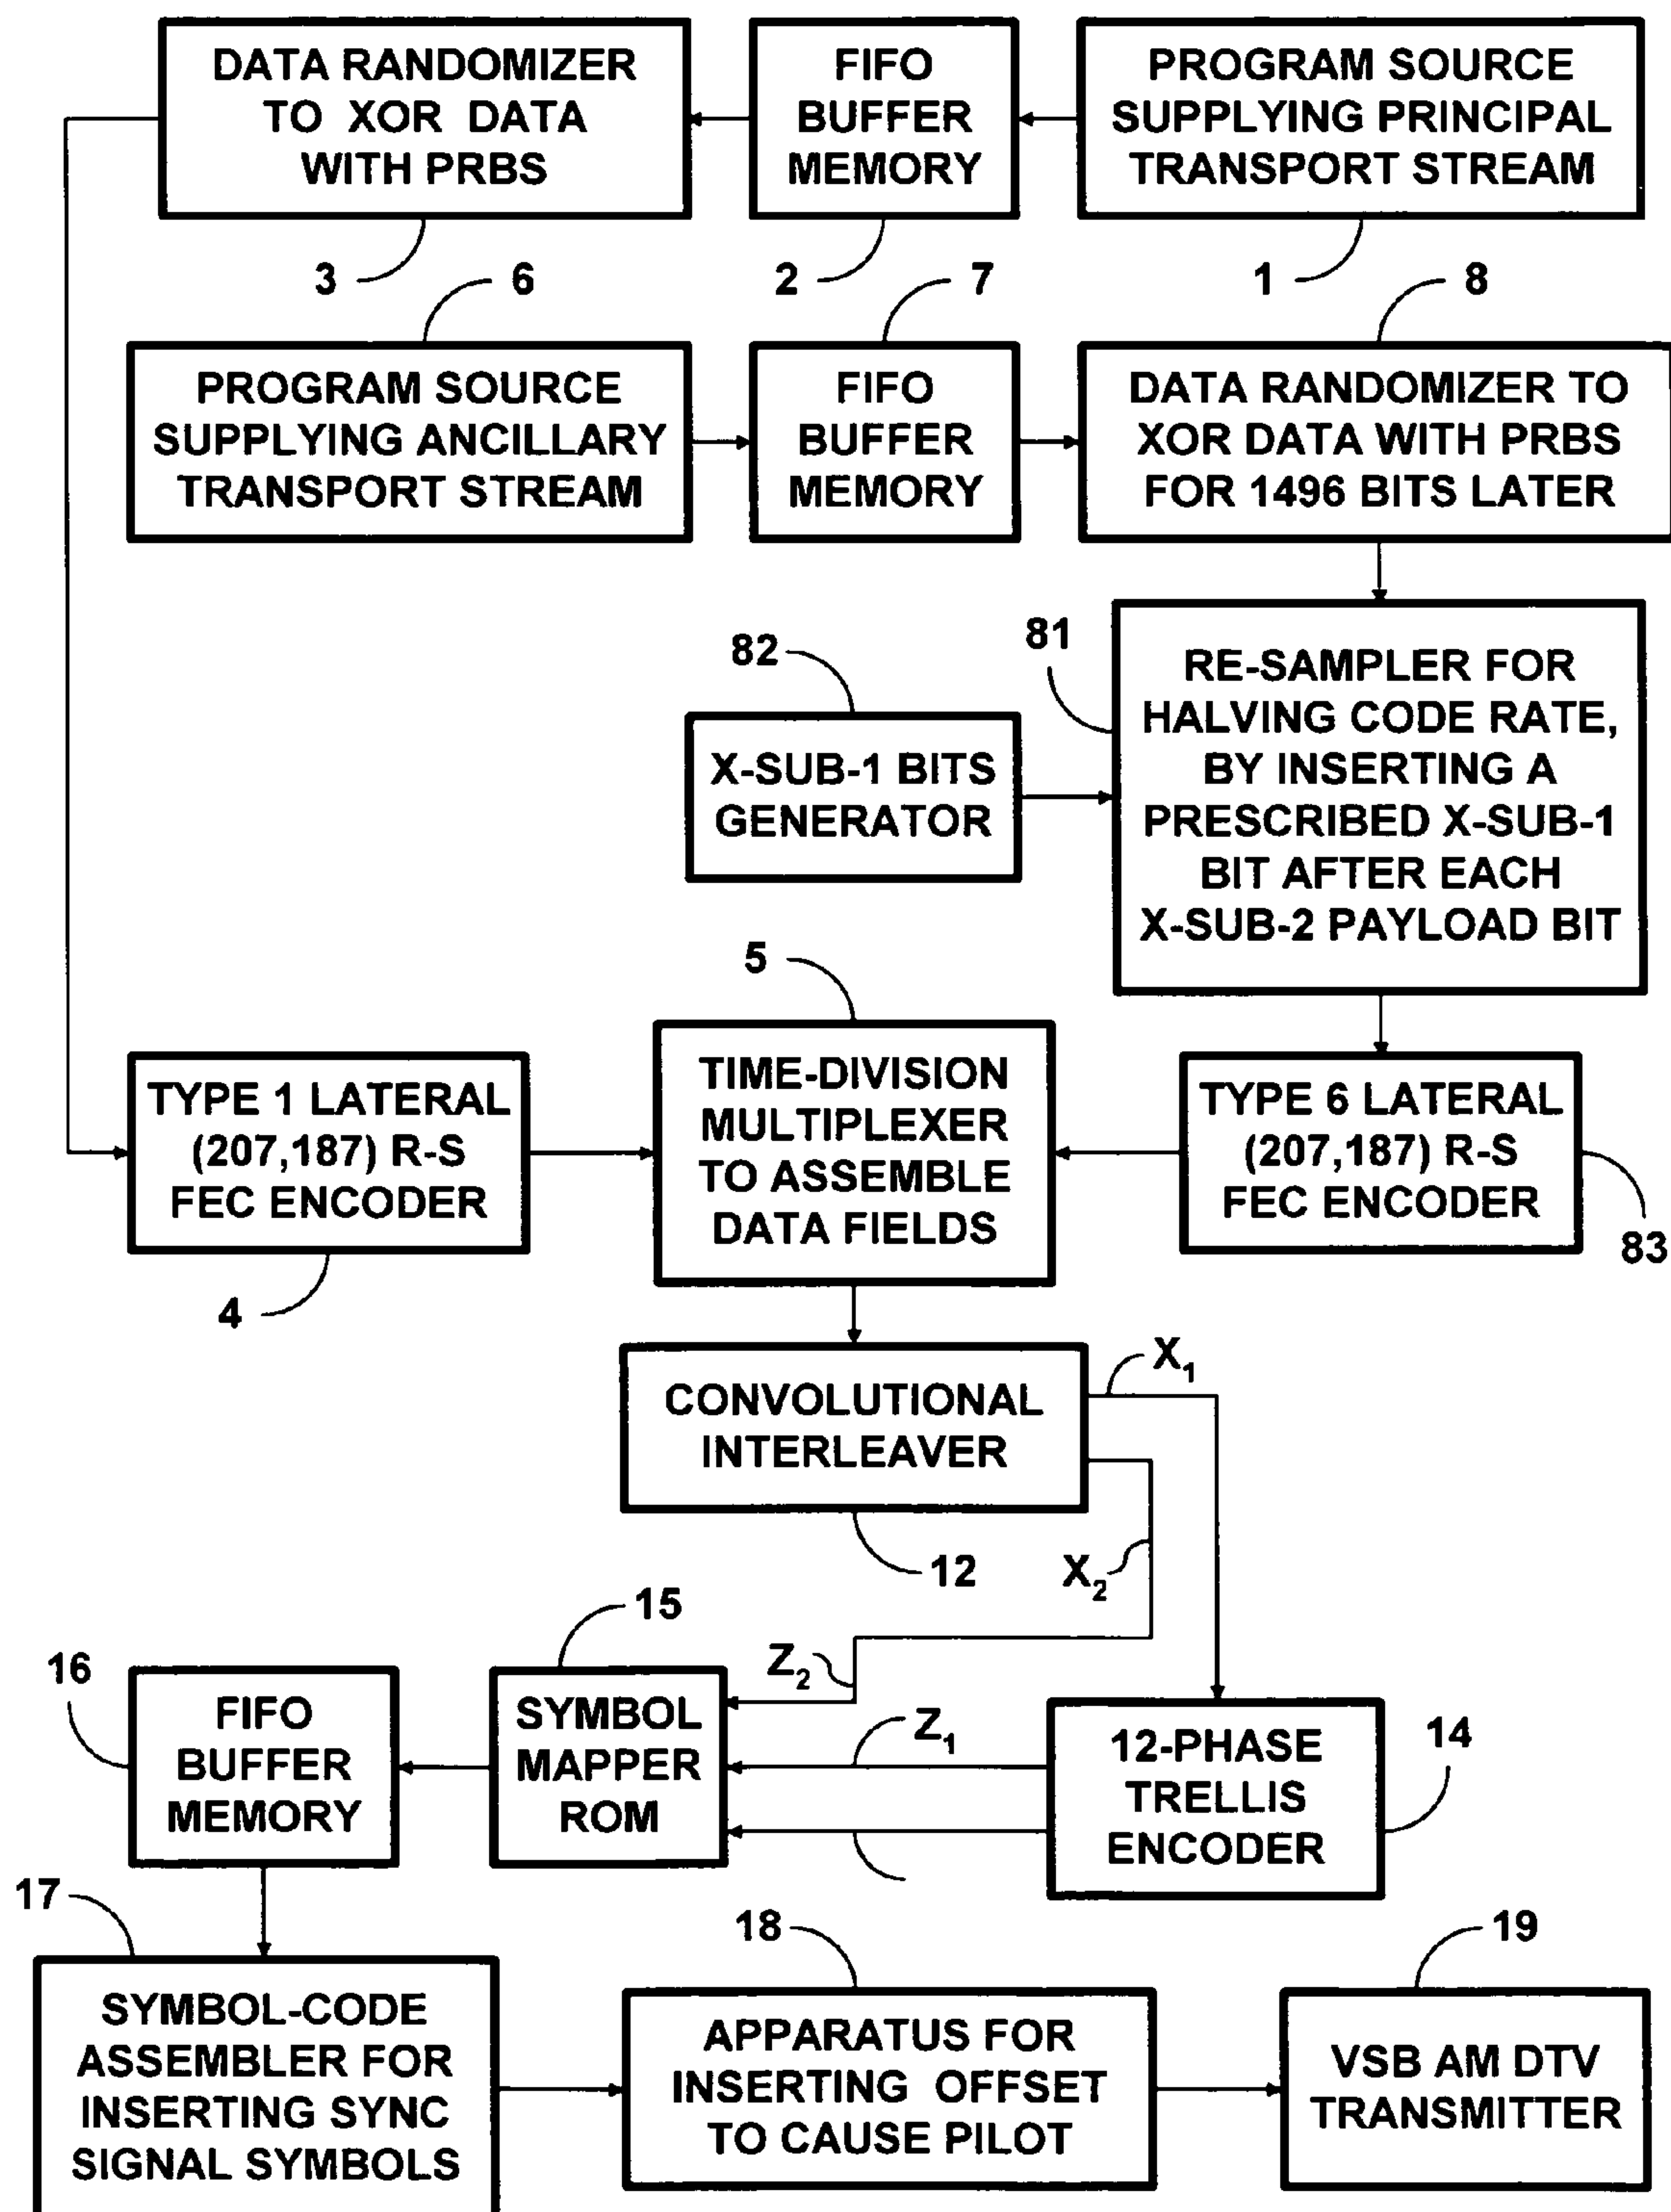 DATA RANDOMIZER
TO XOR DATA
WITH PRBS
FIFO
BUFFER
MEMORY
PROGRAM SOURCE
SUPPLYING PRINCIPAL
TRANSPORT STREAM
3
2
1
6
7
8
PROGRAM SOURCE
SUPPLYING ANCILLARY
TRANSPORT STREAM
FIFO
BUFFER
MEMORY
DATA RANDOMIZER TO
XOR DATA WITH PRBS
FOR 1496 BITS LATER
82
X-SUB-1 BITS
GENERATOR
81
RE-SAMPLER FOR
HALVING CODE RATE,
BY INSERTING A
PRESCRIBED X-SUB-1
BIT AFTER EACH
X-SUB-2 PAYLOAD BIT
5
TYPE 1 LATERAL
(207,187) R-S
FEC ENCODER
4
TIME-DIVISION
MULTIPLEXER
TO ASSEMBLE
DATA FIELDS
TYPE 6 LATERAL
(207,187) R-S
FEC ENCODER
83
CONVOLUTIONAL
INTERLEAVER
12
X₁
X₂
15
16
Z₂
FIFO
BUFFER
MEMORY
SYMBOL
MAPPER
ROM
Z₁
12-PHASE
TRELLIS
ENCODER
14
17
SYMBOL-CODE
ASSEMBLER FOR
INSERTING SYNC
SIGNAL SYMBOLS
18
APPARATUS FOR
INSERTING OFFSET
TO CAUSE PILOT
19
VSB AM DTV
TRANSMITTER